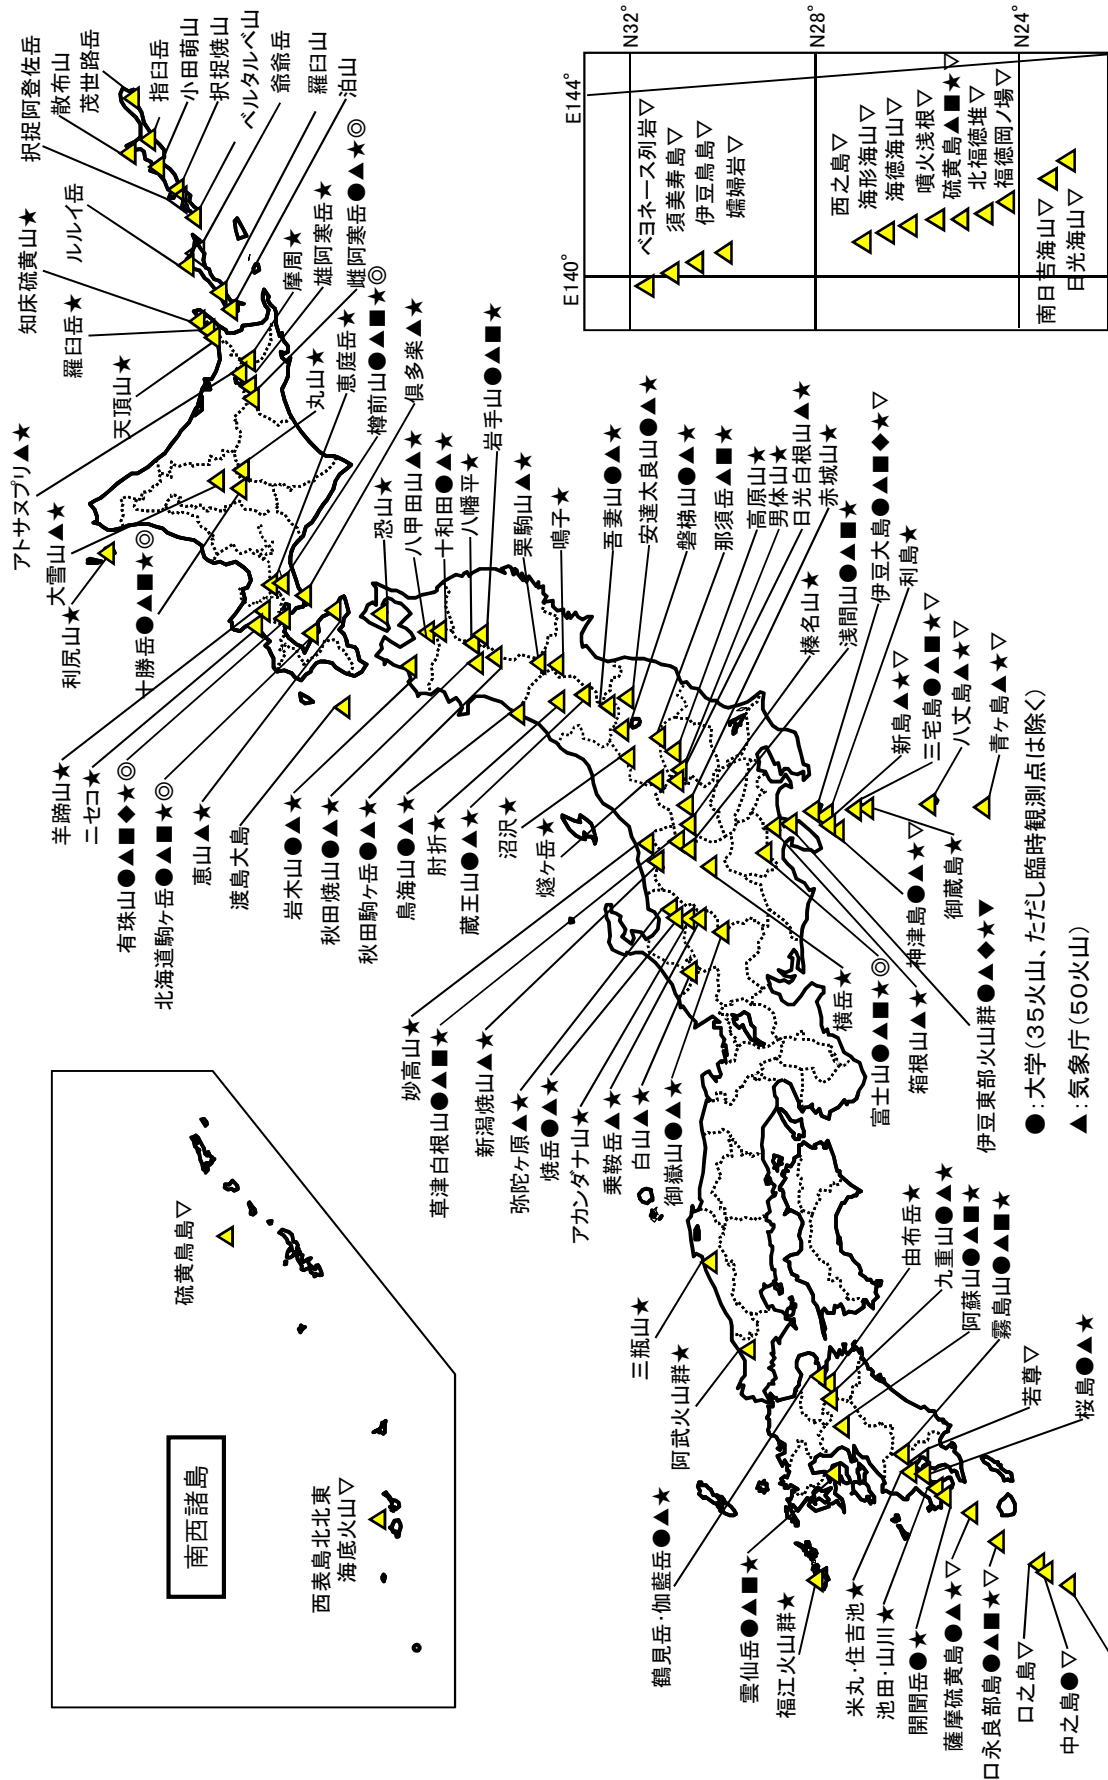 択捉阿登佐岳
散布山
茂世路岳
指臼岳
小田萌山
択捉焼山
ベルタルベ山
爺爺岳
羅臼山
泊山
ルルイ岳
知床硫黄山★
羅臼岳★
天頂山★
アトサヌプリ▲★
大雪山▲★
利尻山★
十勝岳●▲■★◎
摩周★
雄阿寒岳★
雌阿寒岳●▲★◎
丸山★
恵庭岳★
樽前山●▲■★◎
倶多楽▲★
羊蹄山★
ニセコ★
有珠山●▲■◆★◎
北海道駒ヶ岳●▲■★◎
恵山▲★
渡島大島
恐山★
八甲田山▲★
十和田●▲★
八幡平★
岩手山●▲■★
栗駒山▲★
鳴子★
吾妻山●▲★
安達太良山●▲★
磐梯山●▲★
那須岳▲■★
高原山★
男体山★
日光白根山▲★
赤城山★
榛名山★
浅間山●▲■★
伊豆大島●▲■◆★▽
利島★
新島▲★▽
三宅島●▲■★▽
八丈島▲★▽
青ヶ島▲★▽
岩木山●▲★
秋田焼山●▲★
秋田駒ヶ岳●▲★
鳥海山●▲★
肘折★
蔵王山●▲★
沼沢★
燧ヶ岳★
妙高山★
草津白根山●▲■★
新潟焼山▲★
弥陀ヶ原▲★
焼岳●▲★
アカンダナ山★
乗鞍岳▲★
白山▲★
御嶽山●▲★
横岳★
富士山●▲■★◎
箱根山▲★
伊豆東部火山群●▲◆★▼
神津島●▲★▽
御蔵島★
三瓶山★
阿武火山群★
鶴見岳・伽藍岳●▲★
由布岳★
九重山●▲★
阿蘇山●▲■★
霧島山●▲■★
若尊▽
桜島●▲★
雲仙岳●▲■★
福江火山群★
米丸・住吉池★
池田・山川★
開聞岳●★
薩摩硫黄島●▲★▽
口永良部島●▲■★▽
口之島▽
中之島●▽
南西諸島
硫黄鳥島▽
西表島北北東
海底火山▽
E140°
E144°
N32°
N28°
N24°
ベヨネース列岩▽
須美寿島▽
伊豆鳥島▽
孀婦岩▽
西之島▽
海形海山▽
海徳海山▽
噴火浅根▽
硫黄島▲■★▽
北福徳堆▽
福徳岡ノ場▽
南日吉海山▽
日光海山▽
●:大学(35火山、ただし臨時観測点は除く)
▲:気象庁(50火山)